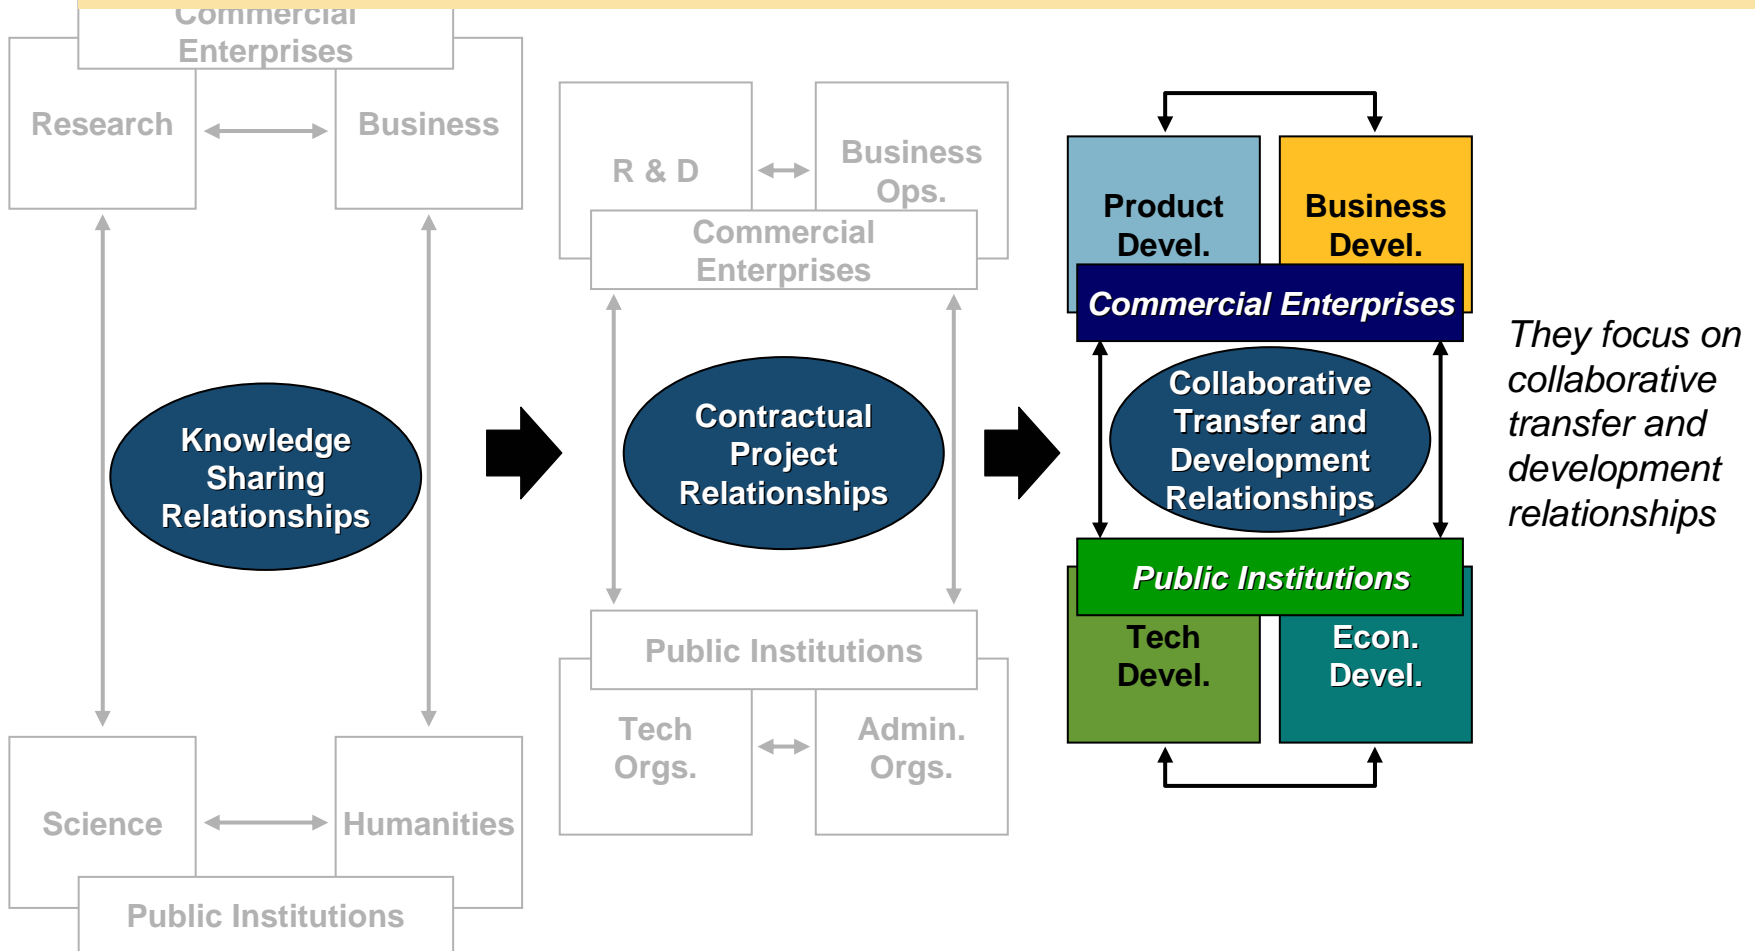 Commercial
Enterprises
Research
Business
Knowledge
Sharing
Relationships
Science
Humanities
Public Institutions
R & D
Business
Ops.
Commercial
Enterprises
Contractual
Project
Relationships
Public Institutions
Tech
Orgs.
Admin.
Orgs.
Product
Devel.
Business
Devel.
Commercial Enterprises
Collaborative
Transfer and
Development
Relationships
Public Institutions
Tech
Devel.
Econ.
Devel.
They focus on
collaborative
transfer and
development
relationships